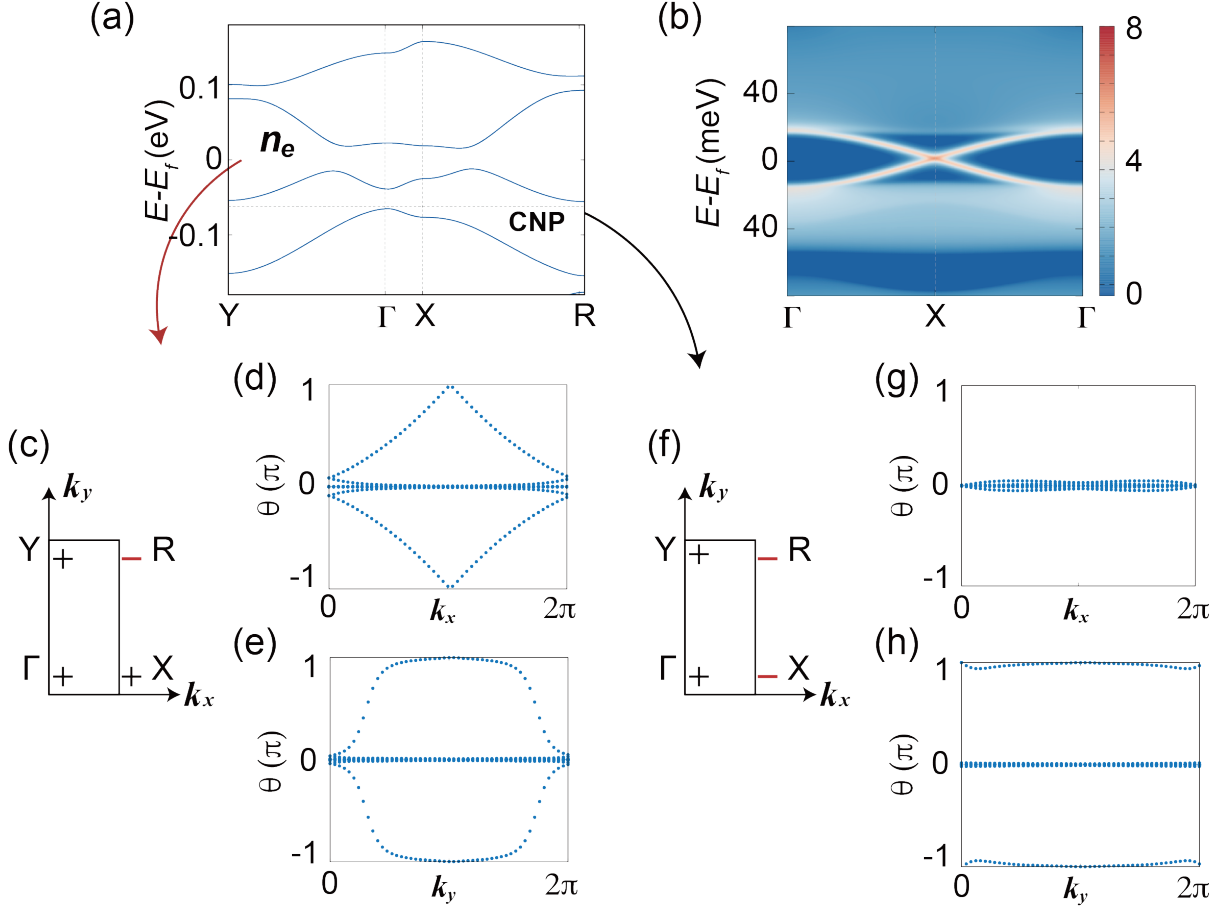 (a)
E-E_f (eV)
0.1
0
-0.1
n_e
CNP
Y Γ X R
(b)
E-E_f (meV)
40
0
40
8
4
0
Γ X Γ
(c)
k_y
Y + − R
Γ + + X
k_x
(d)
θ (π)
1
0
-1
0 k_x 2π
(e)
θ (π)
1
0
-1
0 k_y 2π
(f)
k_y
Y + − R
Γ + − X
k_x
(g)
θ (π)
1
0
-1
0 k_x 2π
(h)
θ (π)
1
0
-1
0 k_y 2π